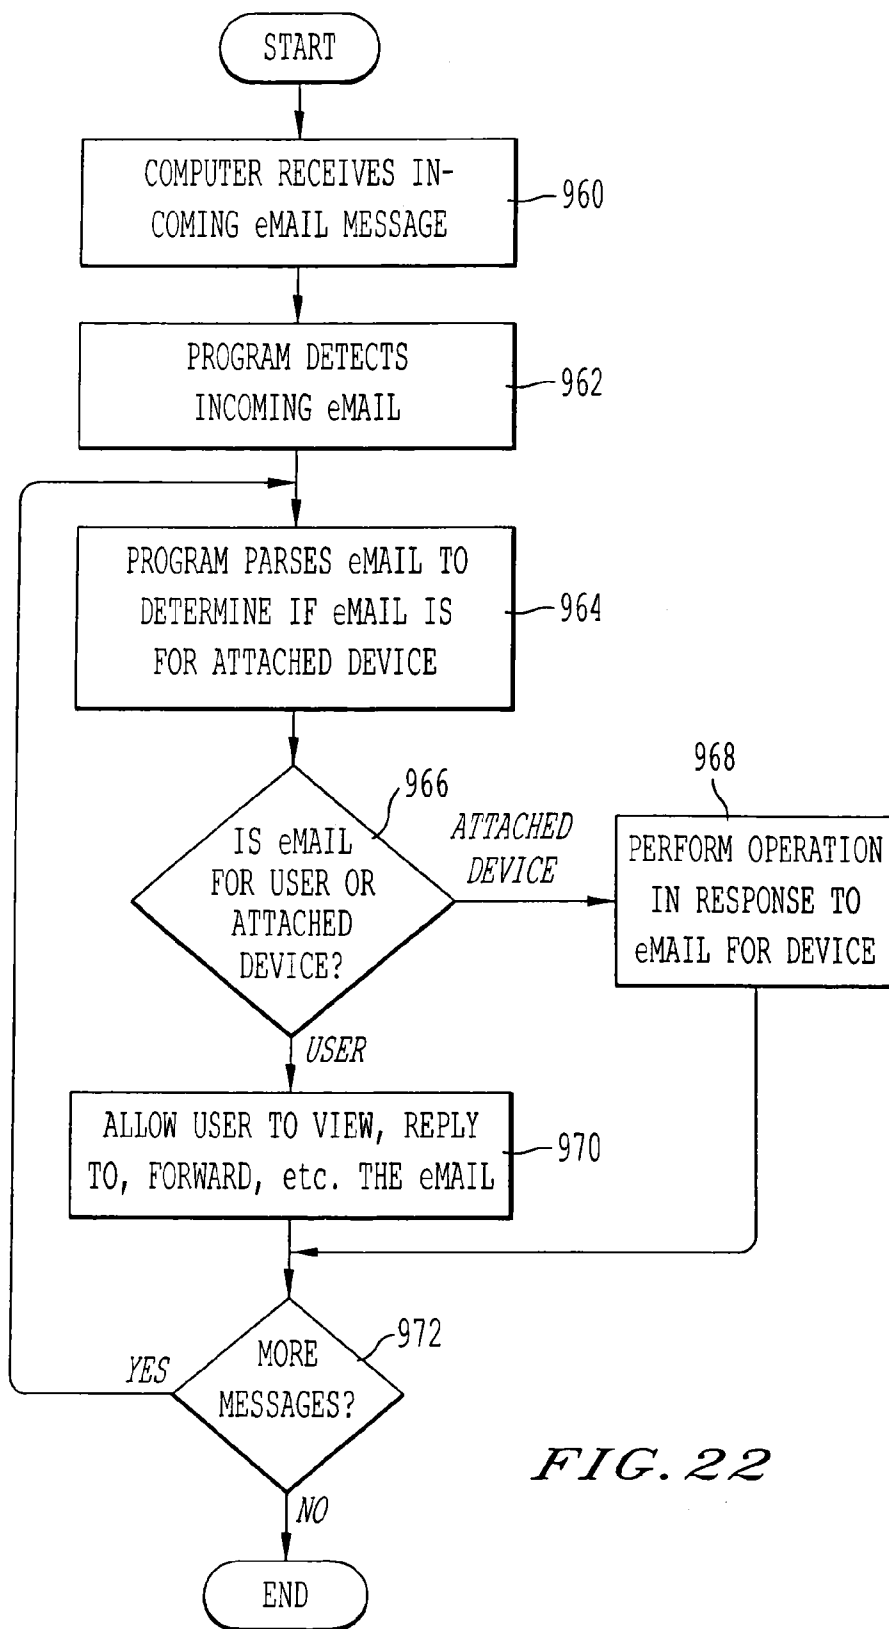 START
COMPUTER RECEIVES IN-
COMING eMAIL MESSAGE
960
PROGRAM DETECTS
INCOMING eMAIL
962
PROGRAM PARSES eMAIL TO
DETERMINE IF eMAIL IS
FOR ATTACHED DEVICE
964
IS eMAIL
FOR USER OR
ATTACHED
DEVICE?
966
ATTACHED
DEVICE
968
PERFORM OPERATION
IN RESPONSE TO
eMAIL FOR DEVICE
USER
ALLOW USER TO VIEW, REPLY
TO, FORWARD, etc. THE eMAIL
970
MORE
MESSAGES?
972
YES
NO
END
FIG. 22